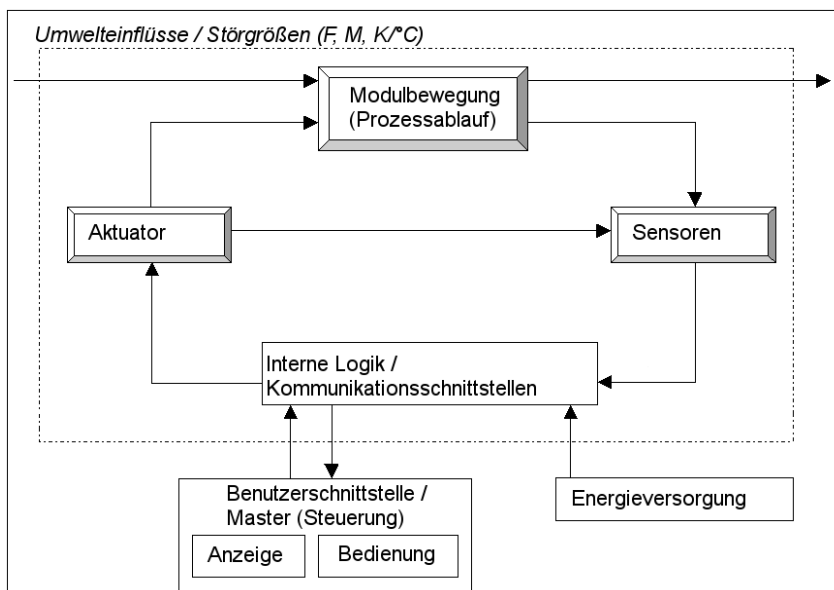 Umwelteinflüsse / Störgrößen (F, M, K/°C)
Modulbewegung
(Prozessablauf)
Aktuator
Sensoren
Interne Logik /
Kommunikationsschnittstellen
Benutzerschnittstelle /
Master (Steuerung)
Anzeige
Bedienung
Energieversorgung